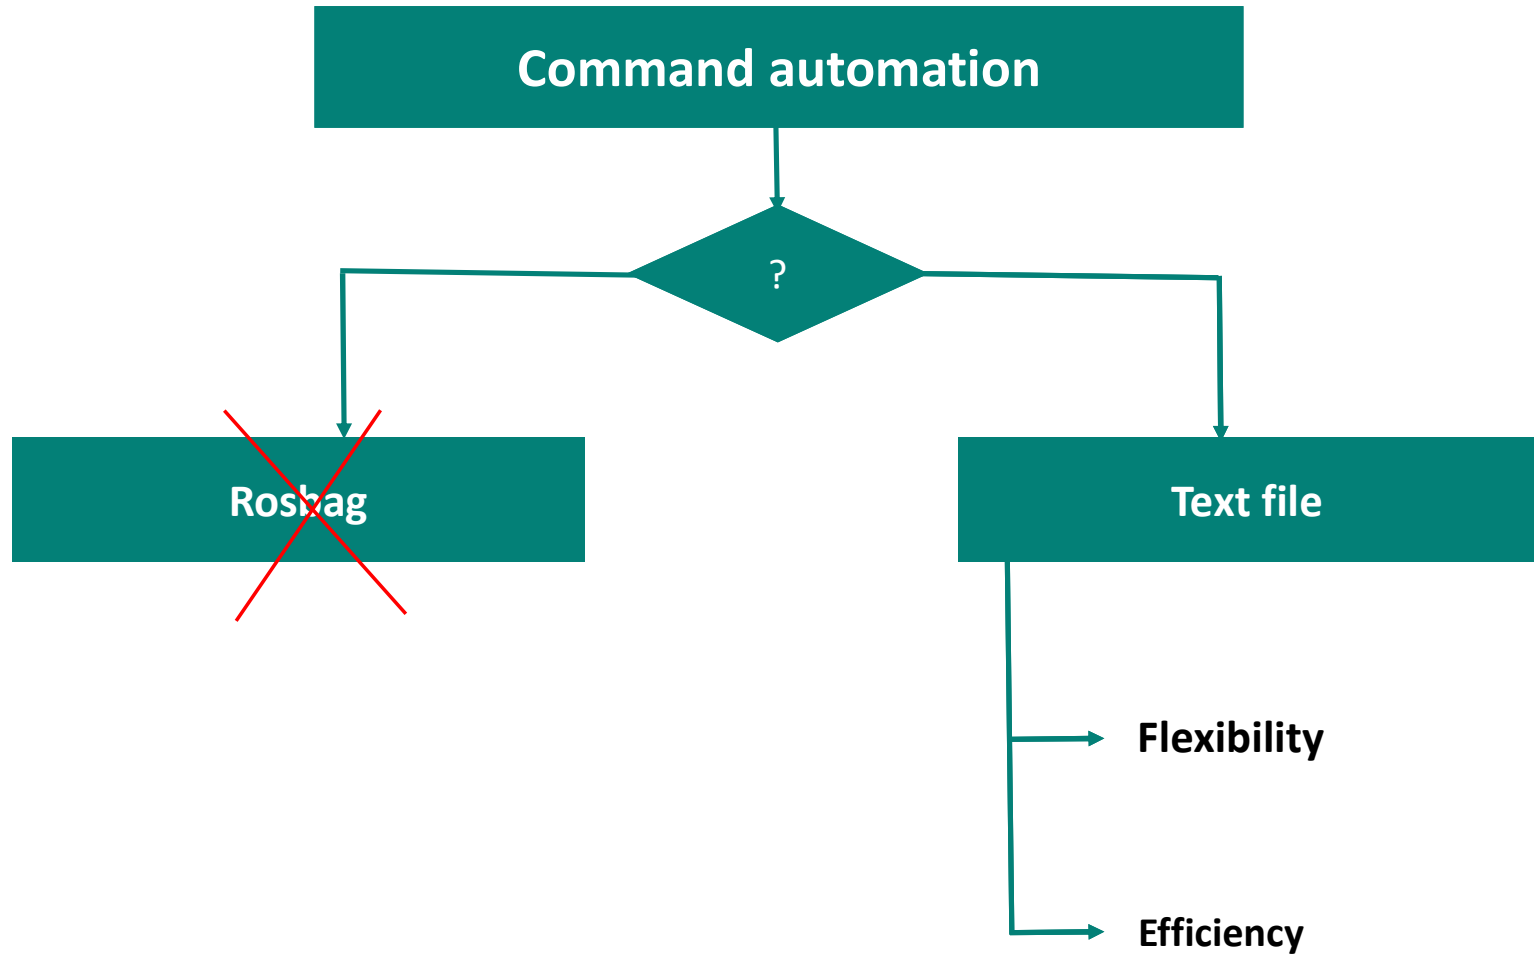 Command automation
?
Rosbag
Text file
Flexibility
Efficiency